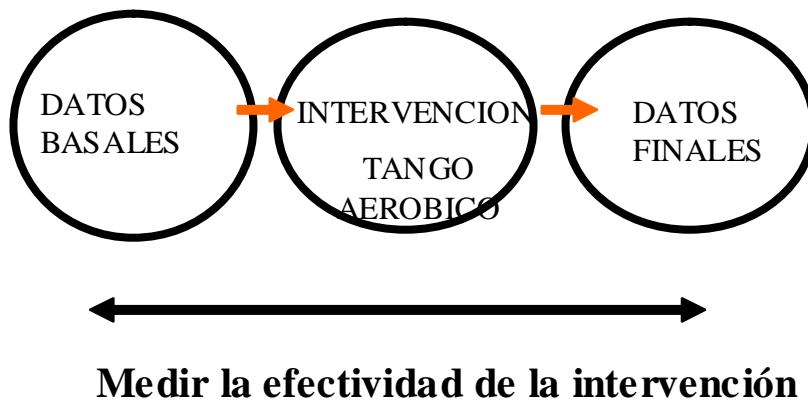 DATOS
BASALES
INTERVENCION
TANGO
AEROBICO
DATOS
FINALES
Medir la efectividad de la intervención